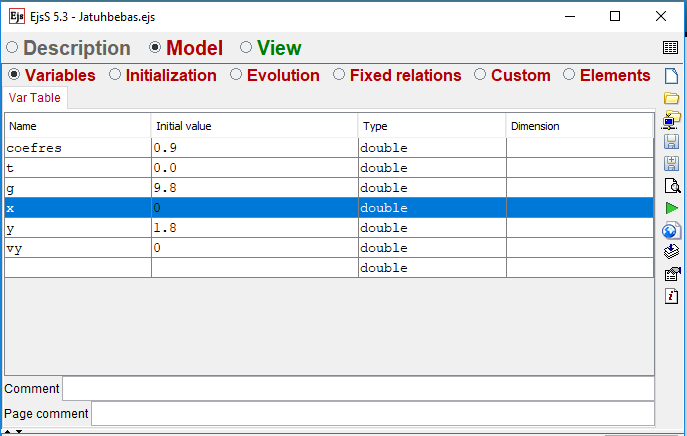 Ejs EjsS 5.3 - Jatuhbebas.ejs
Description Model View
Variables Initialization Evolution Fixed relations Custom Elements
Var Table
Name Initial value Type Dimension
coefres 0.9 double
t 0.0 double
g 9.8 double
x 0 double
y 1.8 double
vy 0 double
double
Comment
Page comment